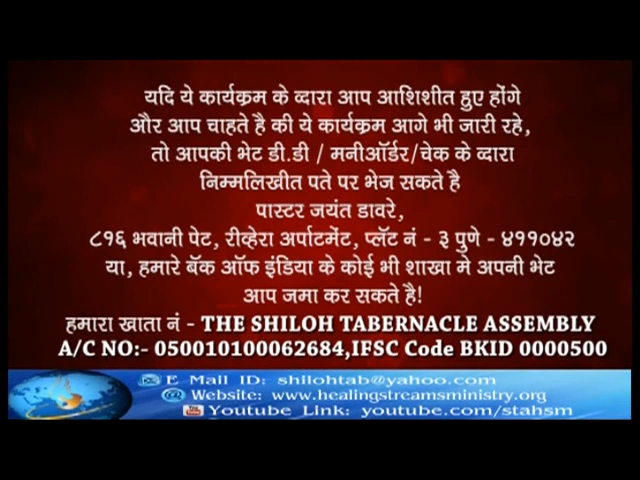 यदि ये कार्यक्रम के व्दारा आप आशिशीत हुए होंगे
और आप चाहते है की ये कार्यक्रम आगे भी जारी रहे,
तो आपकी भेट डी.डी / मनीऑर्डर/चेक के व्दारा
निम्मलिखीत पते पर भेज सकते है
पास्टर जयंत डावरे,
८१६ भवानी पेट, रीव्हेरा अर्पाटमेंट, प्लॅट नं - ३ पुणे - ४११०४२
या, हमारे बॅक ऑफ इंडिया के कोई भी शाखा मे अपनी भेट
आप जमा कर सकते है!
हमारा खाता नं - THE SHILOH TABERNACLE ASSEMBLY
A/C NO:- 050010100062684,IFSC Code BKID 0000500
E Mail ID: shilohtab@yahoo.com
Website: www.healingstreamsministry.org
Youtube Link: youtube.com/stahsm